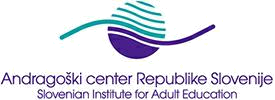 Andragoški center Republike Slovenije
Slovenian Institute for Adult Education